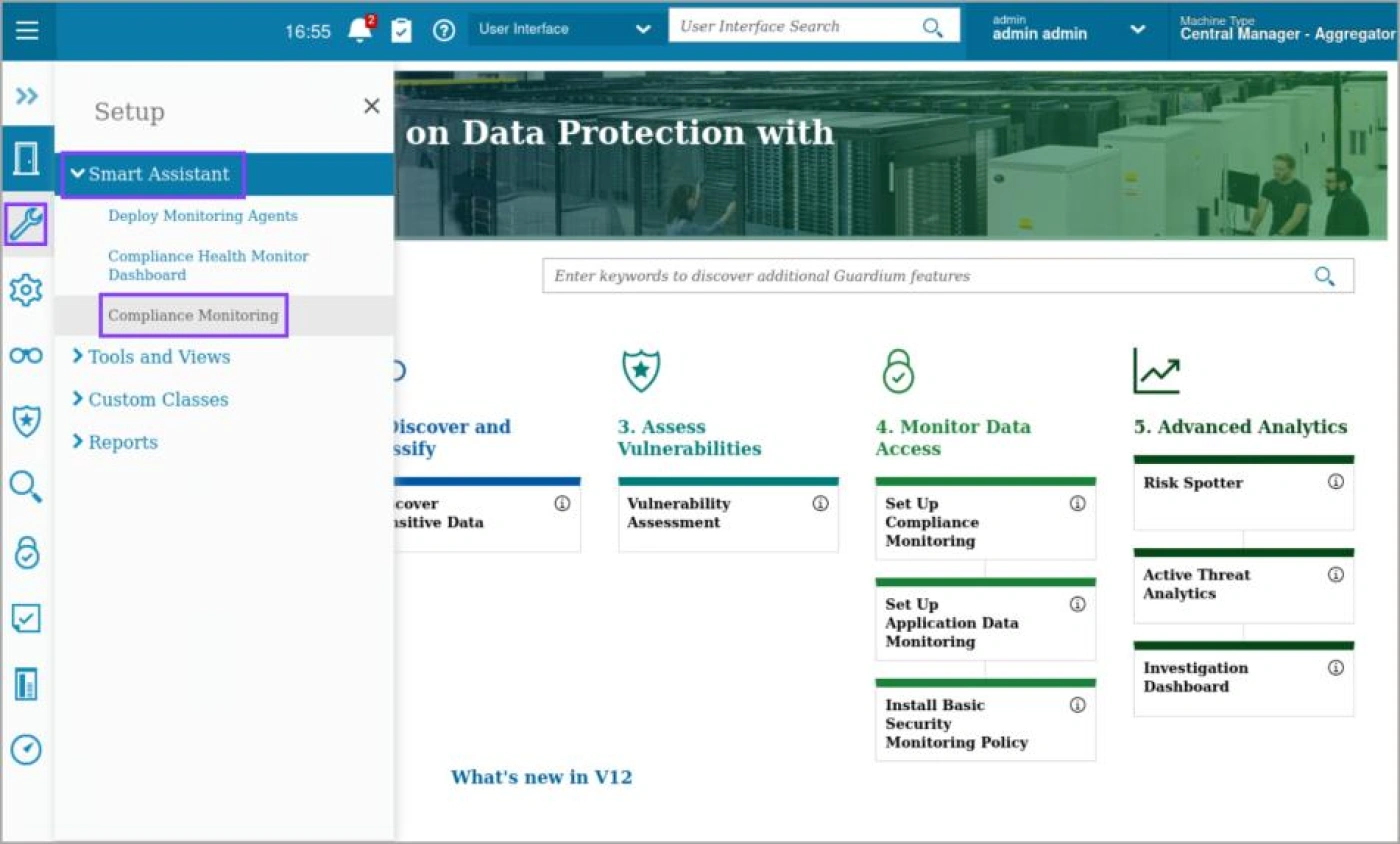 16:55
2
User Interface
User Interface Search
admin
admin admin
Machine Type
Central Manager - Aggregator
Setup
on Data Protection with
Smart Assistant
Deploy Monitoring Agents
Compliance Health Monitor
Dashboard
Compliance Monitoring
Tools and Views
Custom Classes
Reports
Enter keywords to discover additional Guardium features
Discover and
ssify
cover
nsitive Data
3. Assess
Vulnerabilities
Vulnerability
Assessment
4. Monitor Data
Access
Set Up
Compliance
Monitoring
Set Up
Application Data
Monitoring
Install Basic
Security
Monitoring Policy
5. Advanced Analytics
Risk Spotter
Active Threat
Analytics
Investigation
Dashboard
What's new in V12